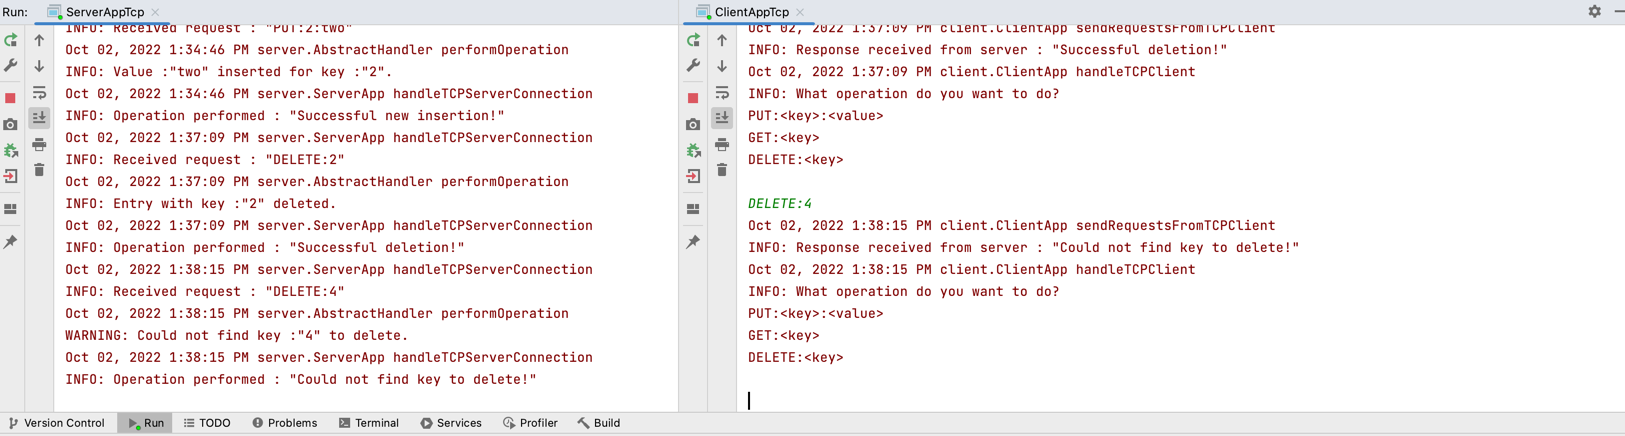 Run: ServerAppTcp
INFO: Received request : "PUT:2:two"
Oct 02, 2022 1:34:46 PM server.AbstractHandler performOperation
INFO: Value :"two" inserted for key :"2".
Oct 02, 2022 1:34:46 PM server.ServerApp handleTCPServerConnection
INFO: Operation performed : "Successful new insertion!"
Oct 02, 2022 1:37:09 PM server.ServerApp handleTCPServerConnection
INFO: Received request : "DELETE:2"
Oct 02, 2022 1:37:09 PM server.AbstractHandler performOperation
INFO: Entry with key :"2" deleted.
Oct 02, 2022 1:37:09 PM server.ServerApp handleTCPServerConnection
INFO: Operation performed : "Successful deletion!"
Oct 02, 2022 1:38:15 PM server.ServerApp handleTCPServerConnection
INFO: Received request : "DELETE:4"
Oct 02, 2022 1:38:15 PM server.AbstractHandler performOperation
WARNING: Could not find key :"4" to delete.
Oct 02, 2022 1:38:15 PM server.ServerApp handleTCPServerConnection
INFO: Operation performed : "Could not find key to delete!"
ClientAppTcp
Oct 02, 2022 1:37:09 PM client.ClientApp sendRequestsFromTCPClient
INFO: Response received from server : "Successful deletion!"
Oct 02, 2022 1:37:09 PM client.ClientApp handleTCPClient
INFO: What operation do you want to do?
PUT:<key>:<value>
GET:<key>
DELETE:<key>
DELETE:4
Oct 02, 2022 1:38:15 PM client.ClientApp sendRequestsFromTCPClient
INFO: Response received from server : "Could not find key to delete!"
Oct 02, 2022 1:38:15 PM client.ClientApp handleTCPClient
INFO: What operation do you want to do?
PUT:<key>:<value>
GET:<key>
DELETE:<key>
Version Control Run TODO Problems Terminal Services Profiler Build